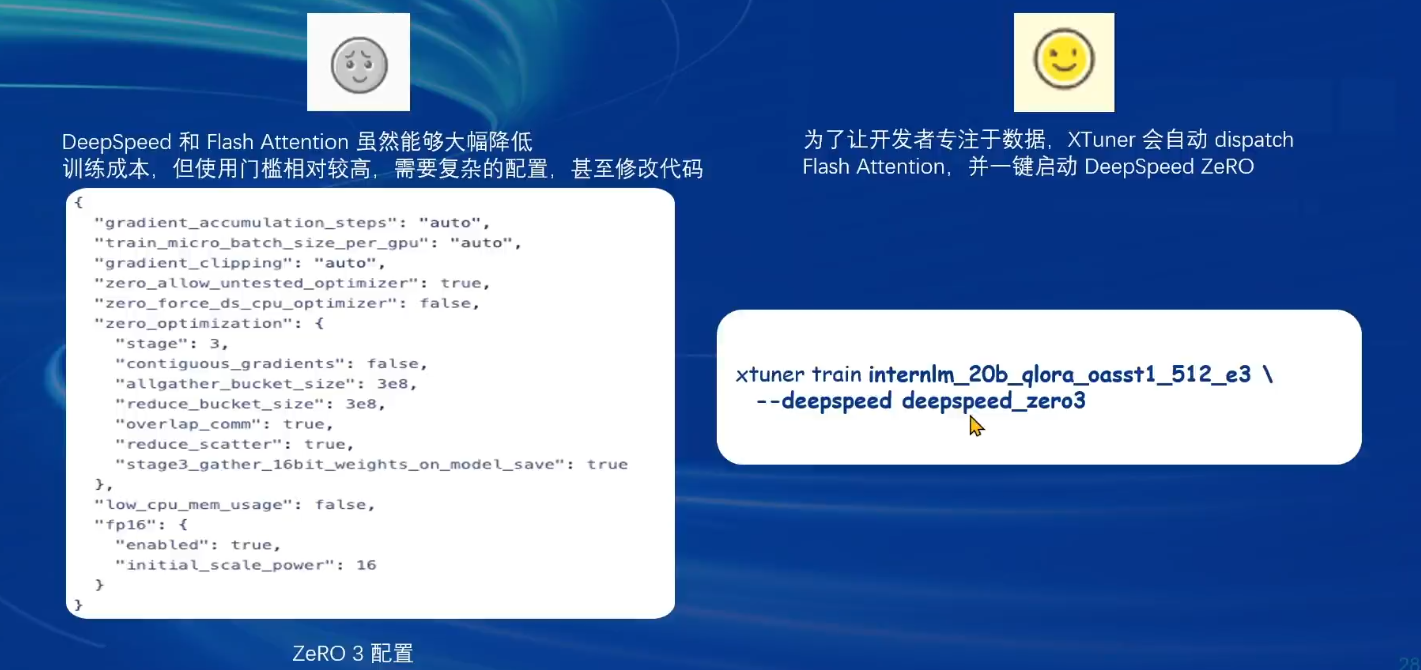 DeepSpeed 和 Flash Attention 虽然能够大幅降低
训练成本，但使用门槛相对较高，需要复杂的配置，甚至修改代码
{
  "gradient_accumulation_steps": "auto",
  "train_micro_batch_size_per_gpu": "auto",
  "gradient_clipping": "auto",
  "zero_allow_untested_optimizer": true,
  "zero_force_ds_cpu_optimizer": false,
  "zero_optimization": {
    "stage": 3,
    "contiguous_gradients": false,
    "allgather_bucket_size": 3e8,
    "reduce_bucket_size": 3e8,
    "overlap_comm": true,
    "reduce_scatter": true,
    "stage3_gather_16bit_weights_on_model_save": true
  },
  "low_cpu_mem_usage": false,
  "fp16": {
    "enabled": true,
    "initial_scale_power": 16
  }
}
ZeRO 3 配置
为了让开发者专注于数据，XTuner 会自动 dispatch
Flash Attention，并一键启动 DeepSpeed ZeRO
xtuner train internlm_20b_qlora_oasst1_512_e3 \
  --deepspeed deepspeed_zero3
28